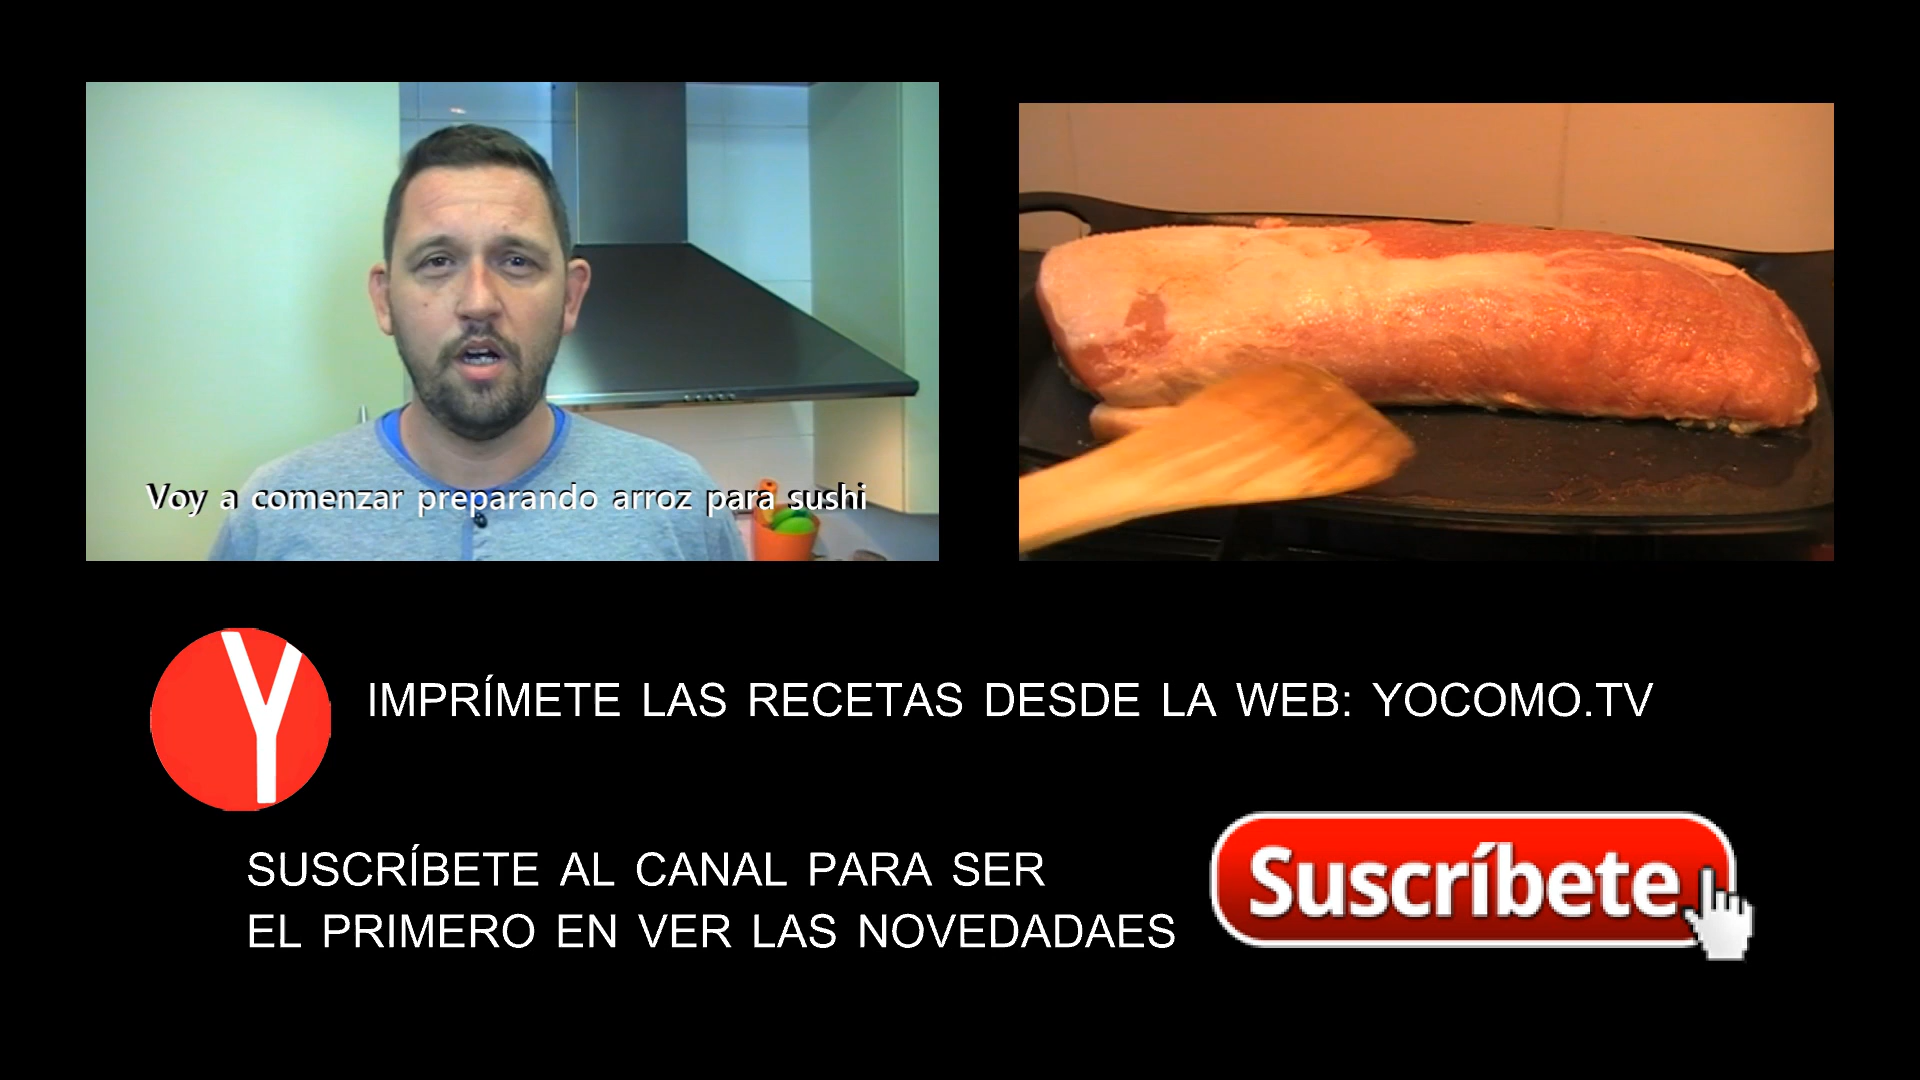 Voy a comenzar preparando arroz para sushi
Y
IMPRÍMETE LAS RECETAS DESDE LA WEB: YOCOMO.TV
SUSCRÍBETE AL CANAL PARA SER
EL PRIMERO EN VER LAS NOVEDADAES
Suscríbete